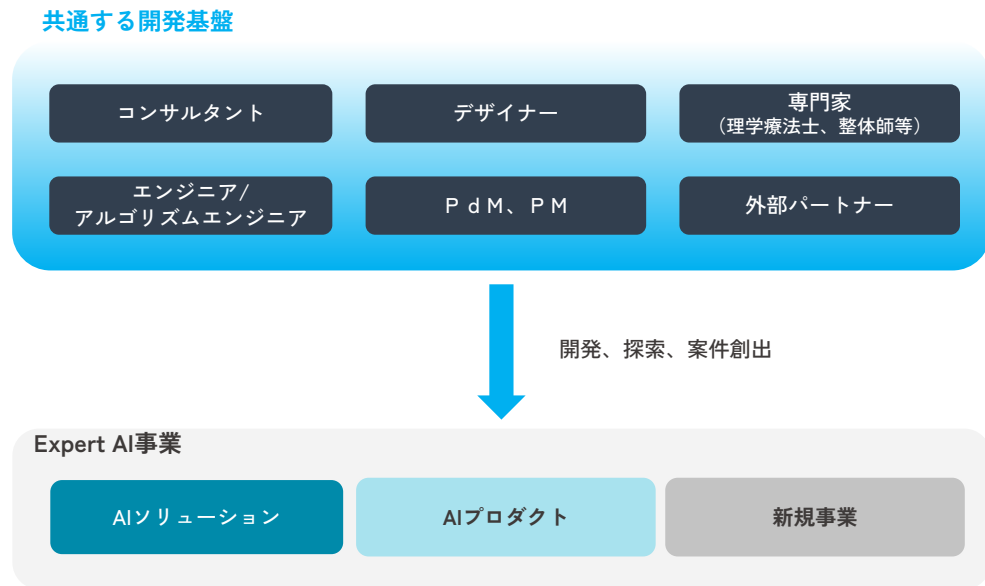 共通する開発基盤
コンサルタント
デザイナー
専門家
（理学療法士、整体師等）
エンジニア/
アルゴリズムエンジニア
ＰｄＭ、ＰＭ
外部パートナー
開発、探索、案件創出
Expert AI事業
AIソリューション
AIプロダクト
新規事業